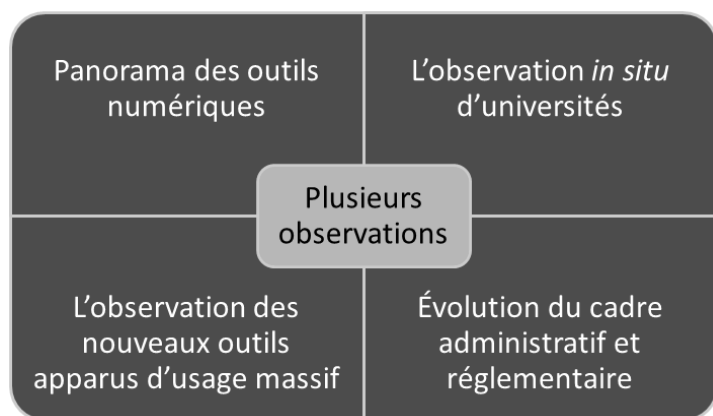 Panorama des outils
numériques
L’observation in situ
d’universités
Plusieurs
observations
L’observation des
nouveaux outils
apparus d’usage massif
Évolution du cadre
administratif et
réglementaire